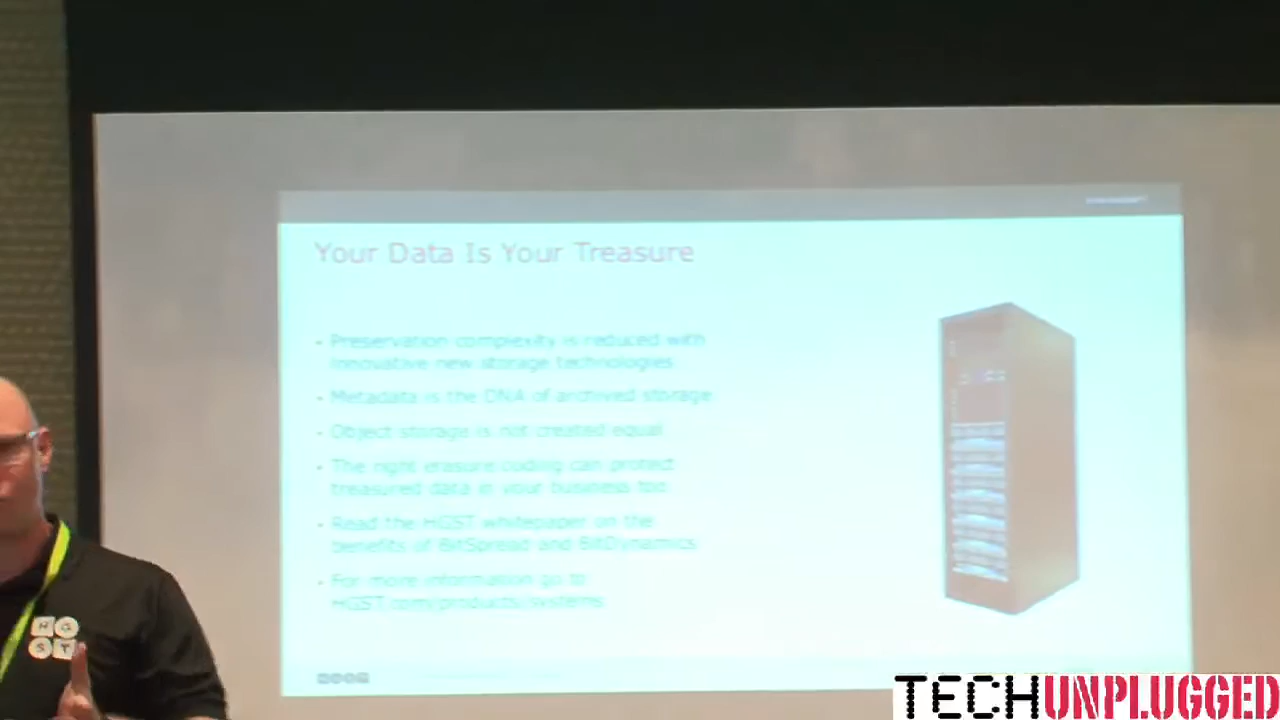 Your Data Is Your Treasure
- Preservation complexity is reduced with
innovative new storage technologies
- Metadata is the DNA of archived storage
- Object storage is not created equal
- The right erasure coding can protect
treasured data in your business too
- Read the HGST whitepaper on the
benefits of BitSpread and BitDynamics
- For more information go to
HGST.com/products/systems
HG
ST
TECHUNPLUGGED